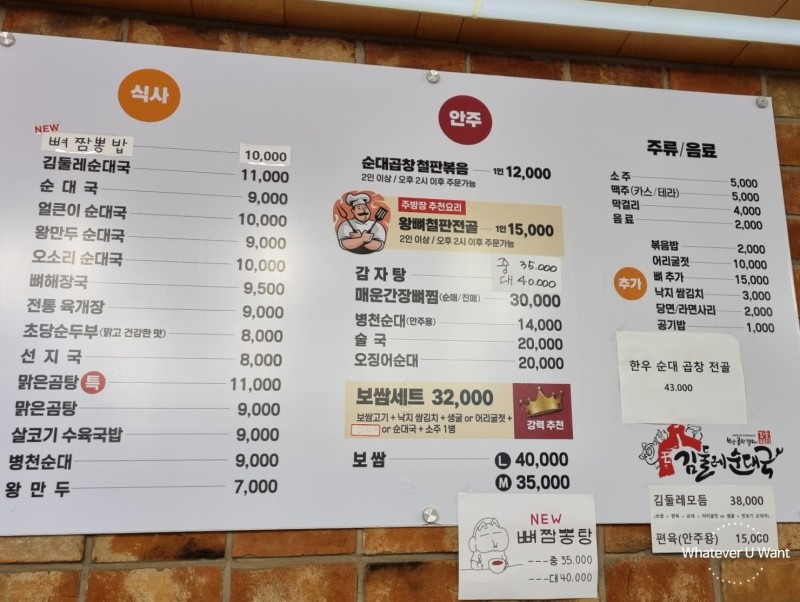 식사
NEW
뼈 짬뽕 밥 10,000
김둘레순대국 11,000
순 대 국 9,000
얼큰이 순대국 10,000
왕만두 순대국 9,000
오소리 순대국 10,000
뼈해장국 9,500
전통 육개장 9,000
초당순두부(맑고 건강한 맛) 8,000
선 지 국 8,000
맑은곰탕 특 11,000
맑은곰탕 9,000
살코기 수육국밥 9,000
병천순대 9,000
왕 만 두 7,000
안주
순대곱창철판볶음 1인 12,000
2인 이상 / 오후 2시 이후 주문가능
주방장 추천요리
왕뼈철판전골 1인 15,000
2인 이상 / 오후 2시 이후 주문가능
감 자 탕 중 35.000
대 40.000
매운간장뼈찜(순매/진매) 30,000
병천순대(안주용) 14,000
술 국 20,000
오징어순대 20,000
보쌈세트 32,000
보쌈고기 + 낙지 쌈김치 + 생굴 or 어리굴젓 +
or 순대국 + 소주 1병
강력 추천
보 쌈 L 40,000
M 35,000
NEW
뼈짬뽕탕
---중 35.000
---대 40.000
주류/음료
소 주 5,000
맥주(카스/테라) 5,000
막걸리 4,000
음 료 2,000
추가
볶음밥 2,000
어리굴젓 10,000
뼈 추가 15,000
낙지 쌈김치 3,000
당면/라면사리 2,000
공기밥 1,000
한우 순대 곱창 전골
43.000
김둘레순대국
김둘레모듬 38,000
편육(안주용) 15,000
Whatever U Want